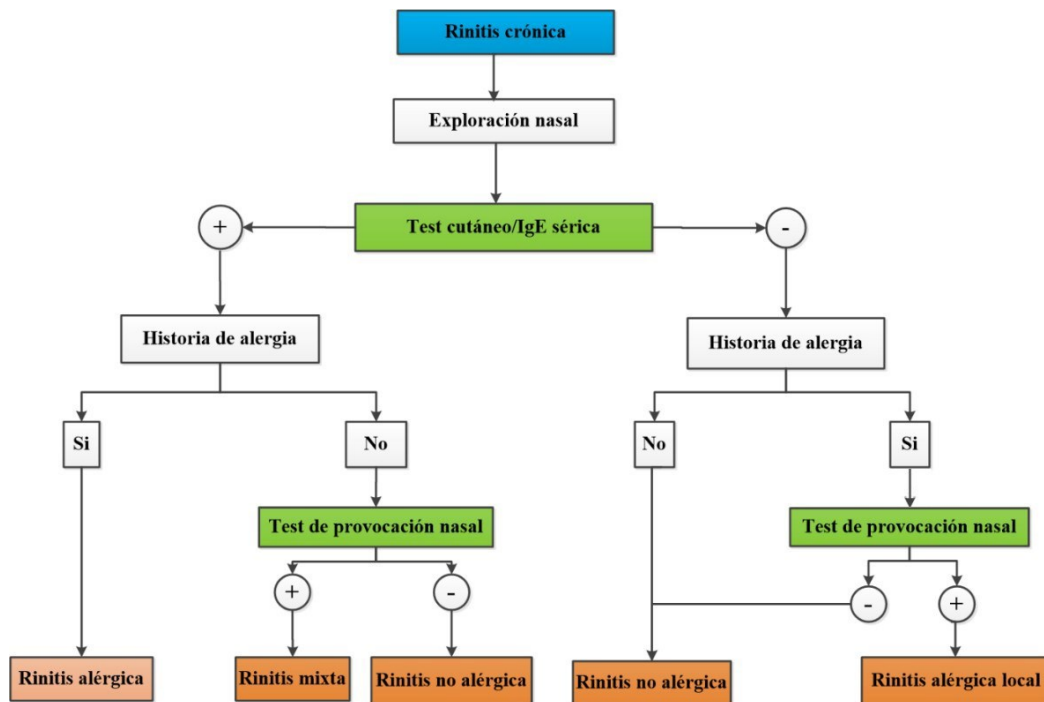 Rinitis crónica
Exploración nasal
Test cutáneo/IgE sérica
+
-
Historia de alergia
Historia de alergia
Si
No
No
Si
Test de provocación nasal
Test de provocación nasal
+
-
-
+
Rinitis alérgica
Rinitis mixta
Rinitis no alérgica
Rinitis no alérgica
Rinitis alérgica local